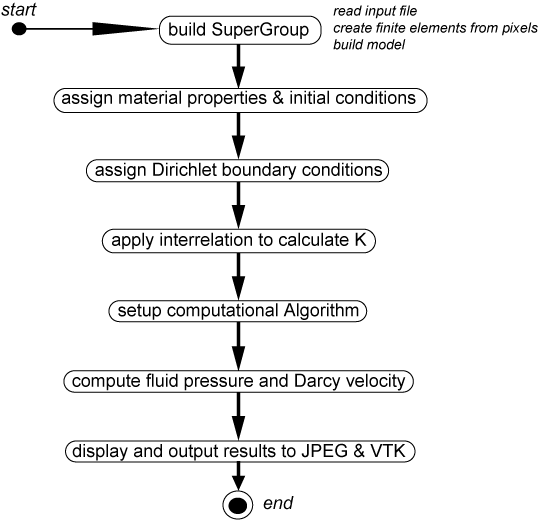 start
build SuperGroup
read input file
create finite elements from pixels
build model
assign material properties & initial conditions
assign Dirichlet boundary conditions
apply interrelation to calculate K
setup computational Algorithm
compute fluid pressure and Darcy velocity
display and output results to JPEG & VTK
end